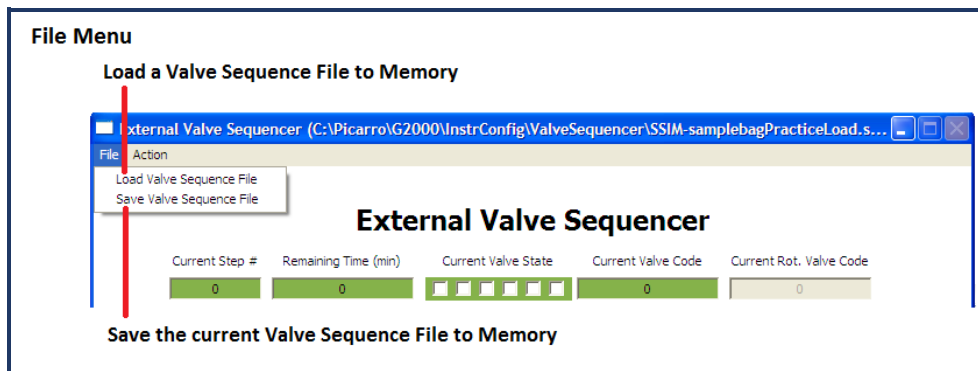 File Menu
Load a Valve Sequence File to Memory
External Valve Sequencer (C:\Picarro\G2000\InstrConfig\ValveSequencer\SSIM-samplebagPracticeLoad.s...
File Action
Load Valve Sequence File
Save Valve Sequence File
External Valve Sequencer
Current Step # Remaining Time (min) Current Valve State Current Valve Code Current Rot. Valve Code
0 0 0 0
Save the current Valve Sequence File to Memory